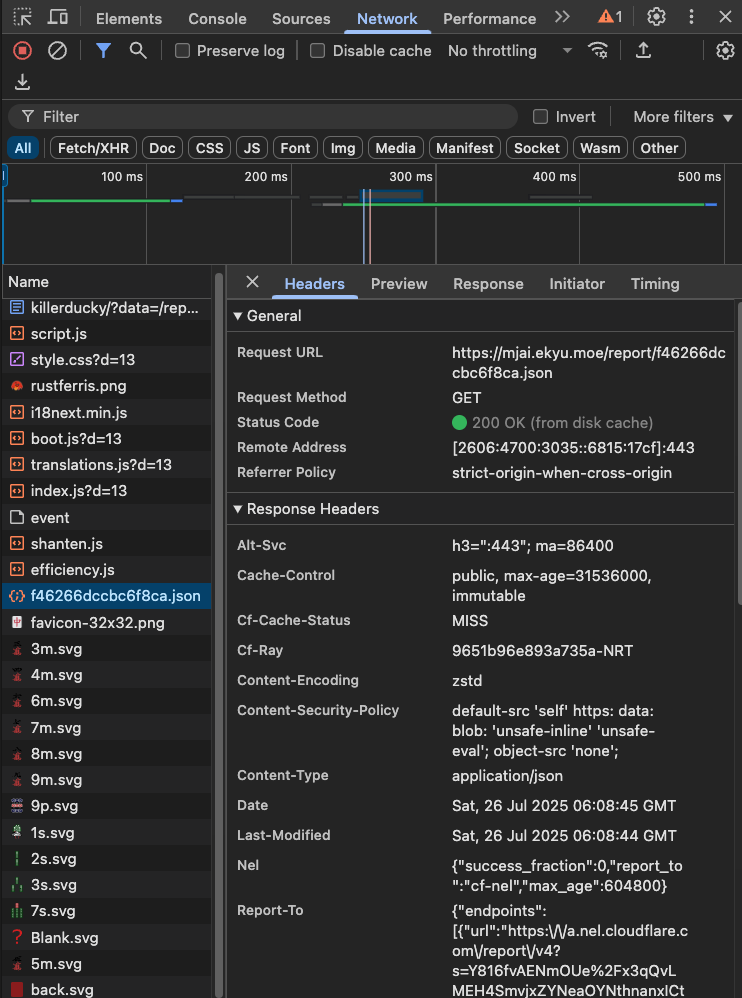 Elements Console Sources Network Performance 1
Preserve log Disable cache No throttling
Filter Invert More filters
All Fetch/XHR Doc CSS JS Font Img Media Manifest Socket Wasm Other
100 ms 200 ms 300 ms 400 ms 500 ms
Name
killerducky/?data=/rep...
script.js
style.css?d=13
rustferris.png
i18next.min.js
boot.js?d=13
translations.js?d=13
index.js?d=13
event
shanten.js
efficiency.js
f46266dccbc6f8ca.json
favicon-32x32.png
3m.svg
4m.svg
6m.svg
7m.svg
8m.svg
9m.svg
9p.svg
1s.svg
2s.svg
3s.svg
7s.svg
Blank.svg
5m.svg
back.svg
Headers Preview Response Initiator Timing
General
Request URL https://mjai.ekyu.moe/report/f46266dc
cbc6f8ca.json
Request Method GET
Status Code 200 OK (from disk cache)
Remote Address [2606:4700:3035::6815:17cf]:443
Referrer Policy strict-origin-when-cross-origin
Response Headers
Alt-Svc h3=":443"; ma=86400
Cache-Control public, max-age=31536000,
immutable
Cf-Cache-Status MISS
Cf-Ray 9651b96e893a735a-NRT
Content-Encoding zstd
Content-Security-Policy default-src 'self' https: data:
blob: 'unsafe-inline' 'unsafe-
eval'; object-src 'none';
Content-Type application/json
Date Sat, 26 Jul 2025 06:08:45 GMT
Last-Modified Sat, 26 Jul 2025 06:08:44 GMT
Nel {"success_fraction":0,"report_to
":"cf-nel","max_age":604800}
Report-To {"endpoints":
[{"url":"https:\/\/a.nel.cloudflare.c
om\/report\/v4?
s=Y816fvAENmOUe%2Fx3qQvL
MEH4SmvjxZYNeaOYNthnanxICt